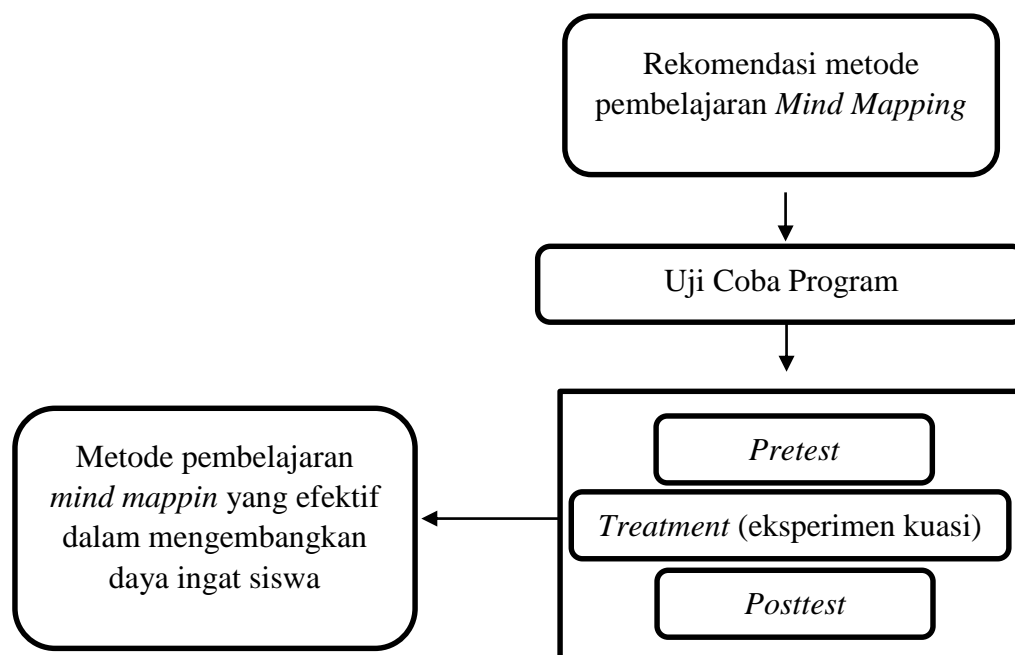 Rekomendasi metode
pembelajaran Mind Mapping
Uji Coba Program
Pretest
Treatment (eksperimen kuasi)
Posttest
Metode pembelajaran
mind mappin yang efektif
dalam mengembangkan
daya ingat siswa